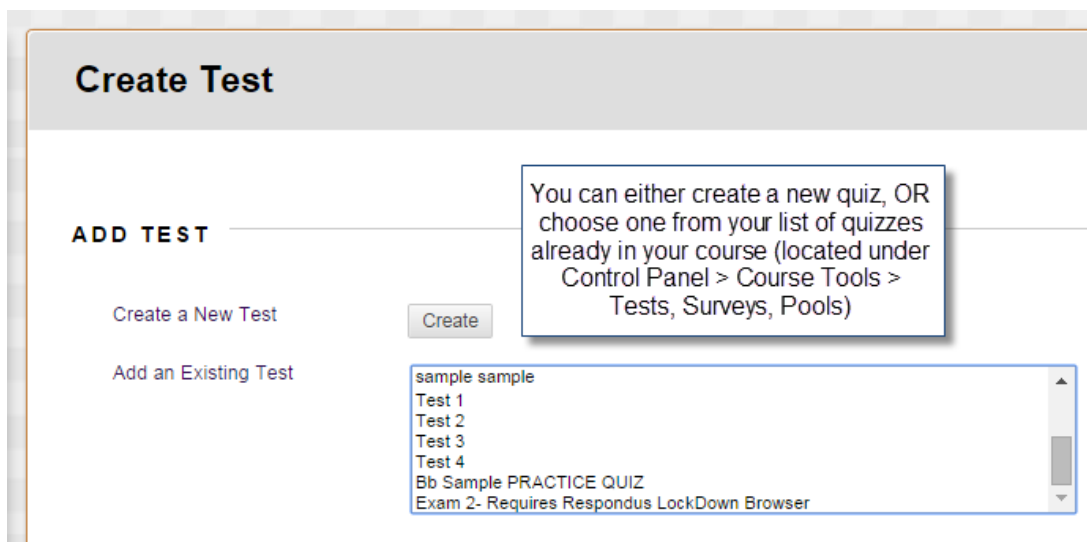 Create Test
You can either create a new quiz, OR
choose one from your list of quizzes
already in your course (located under
Control Panel > Course Tools >
Tests, Surveys, Pools)
ADD TEST
Create a New Test
Create
Add an Existing Test
sample sample
Test 1
Test 2
Test 3
Test 4
Bb Sample PRACTICE QUIZ
Exam 2- Requires Respondus LockDown Browser